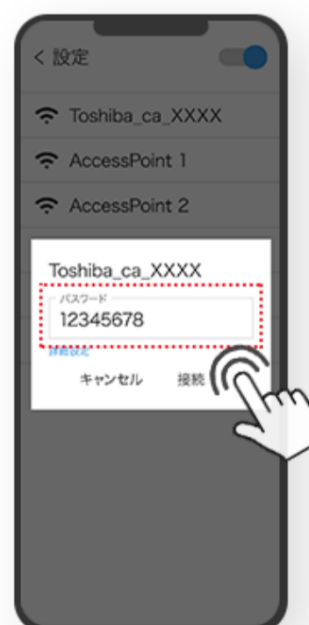 < 設定
Toshiba_ca_XXXX
AccessPoint 1
AccessPoint 2
Toshiba_ca_XXXX
パスワード
12345678
詳細設定
キャンセル 接続